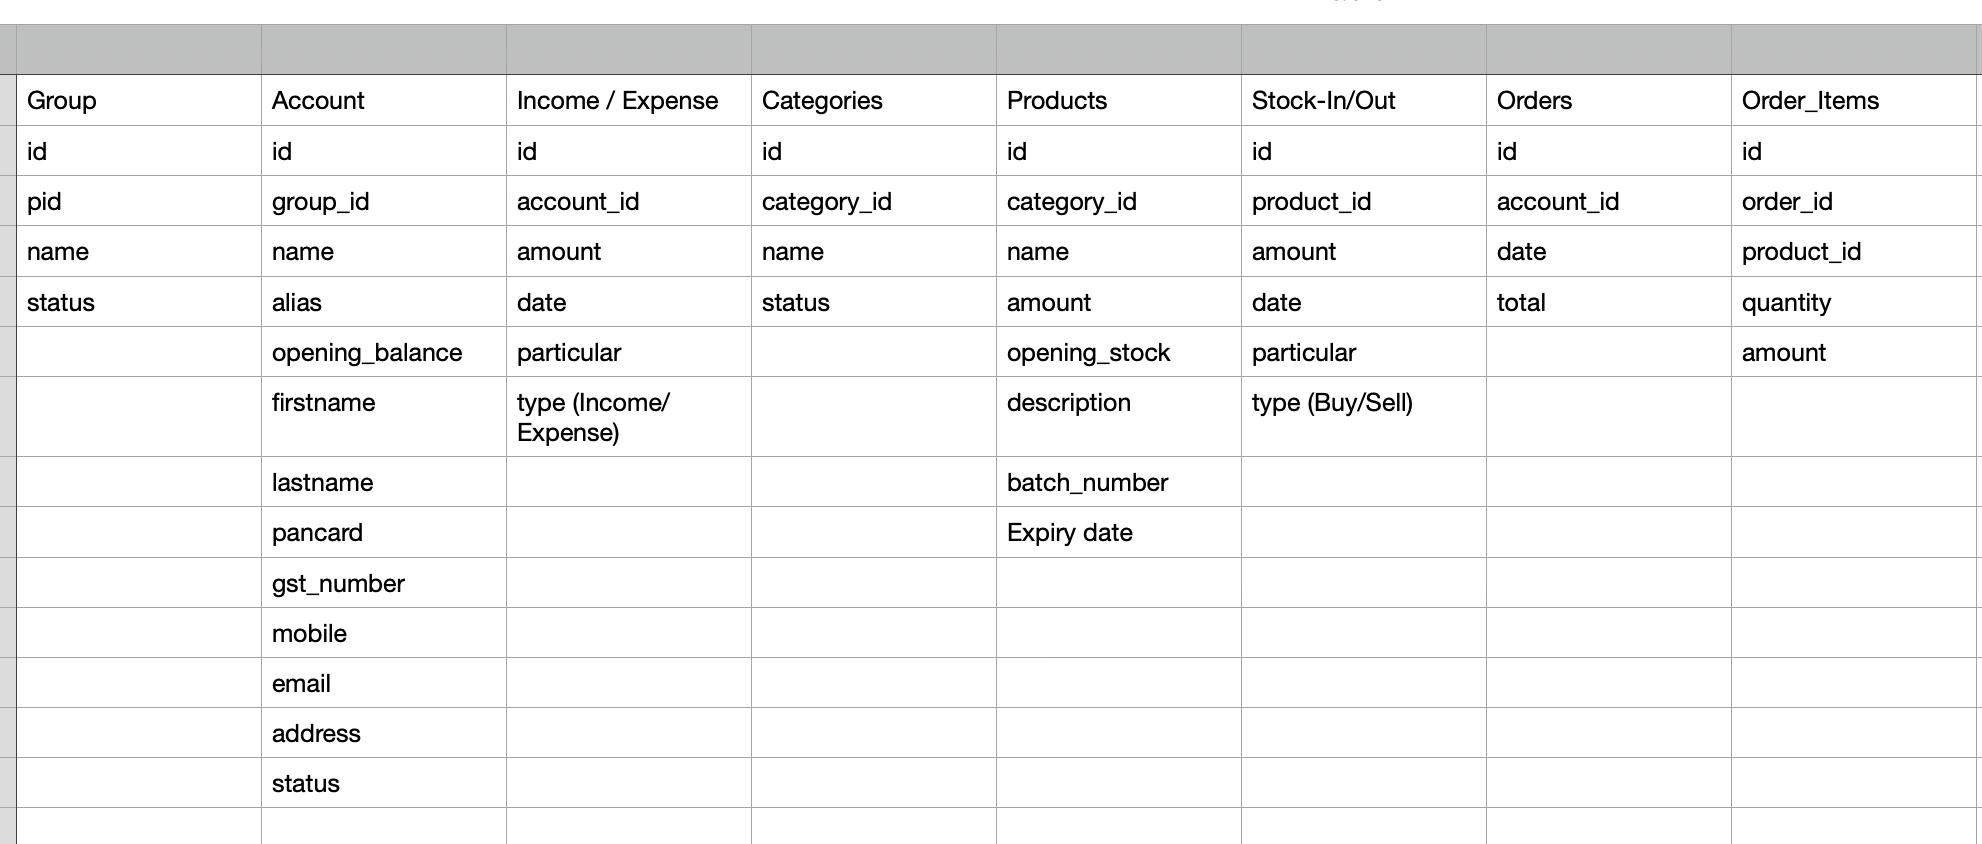 Group Account Income / Expense Categories Products Stock-In/Out Orders Order_Items
id id id id id id id id
pid group_id account_id category_id category_id product_id account_id order_id
name name amount name name amount date product_id
status alias date status amount date total quantity
opening_balance particular opening_stock particular amount
firstname type (Income/ description type (Buy/Sell)
Expense)
lastname batch_number
pancard Expiry date
gst_number
mobile
email
address
status